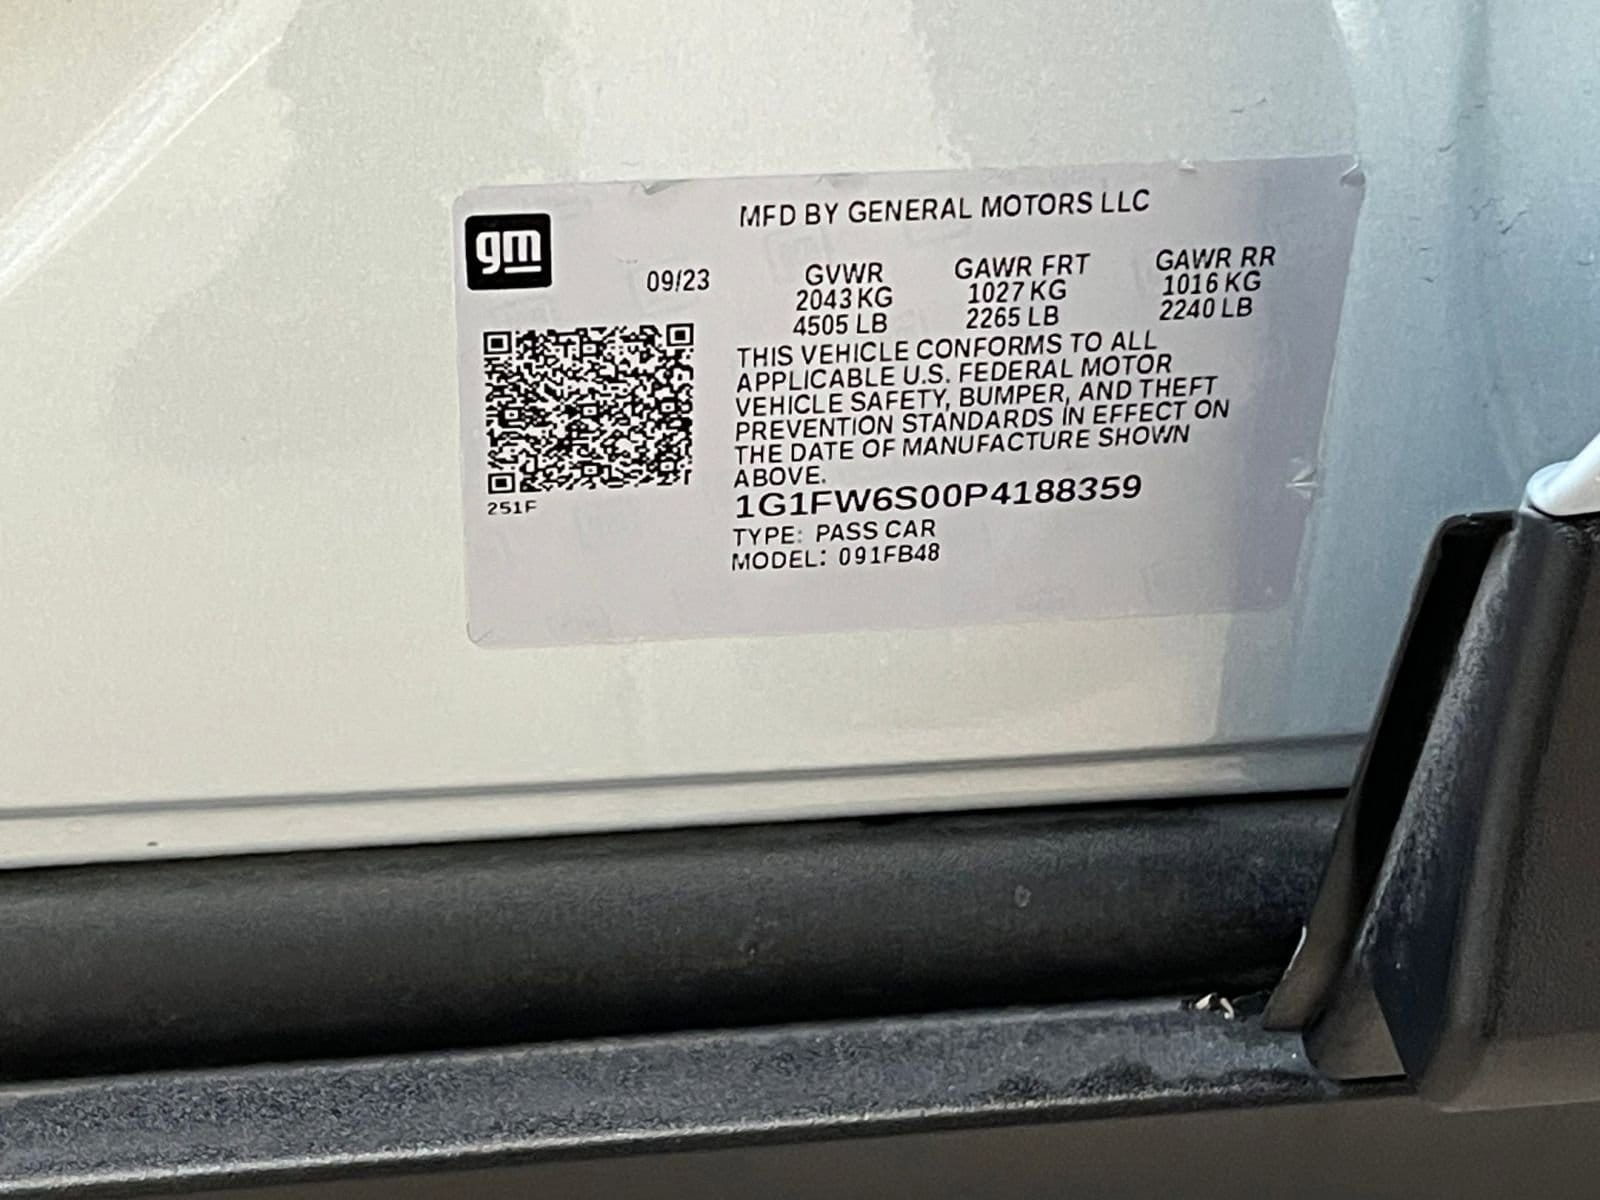 gm
MFD BY GENERAL MOTORS LLC
09/23
GVWR GAWR FRT GAWR RR
2043 KG 1027 KG 1016 KG
4505 LB 2265 LB 2240 LB
THIS VEHICLE CONFORMS TO ALL
APPLICABLE U.S. FEDERAL MOTOR
VEHICLE SAFETY, BUMPER, AND THEFT
PREVENTION STANDARDS IN EFFECT ON
THE DATE OF MANUFACTURE SHOWN
ABOVE.
251F
1G1FW6S00P4188359
TYPE: PASS CAR
MODEL: 091FB48